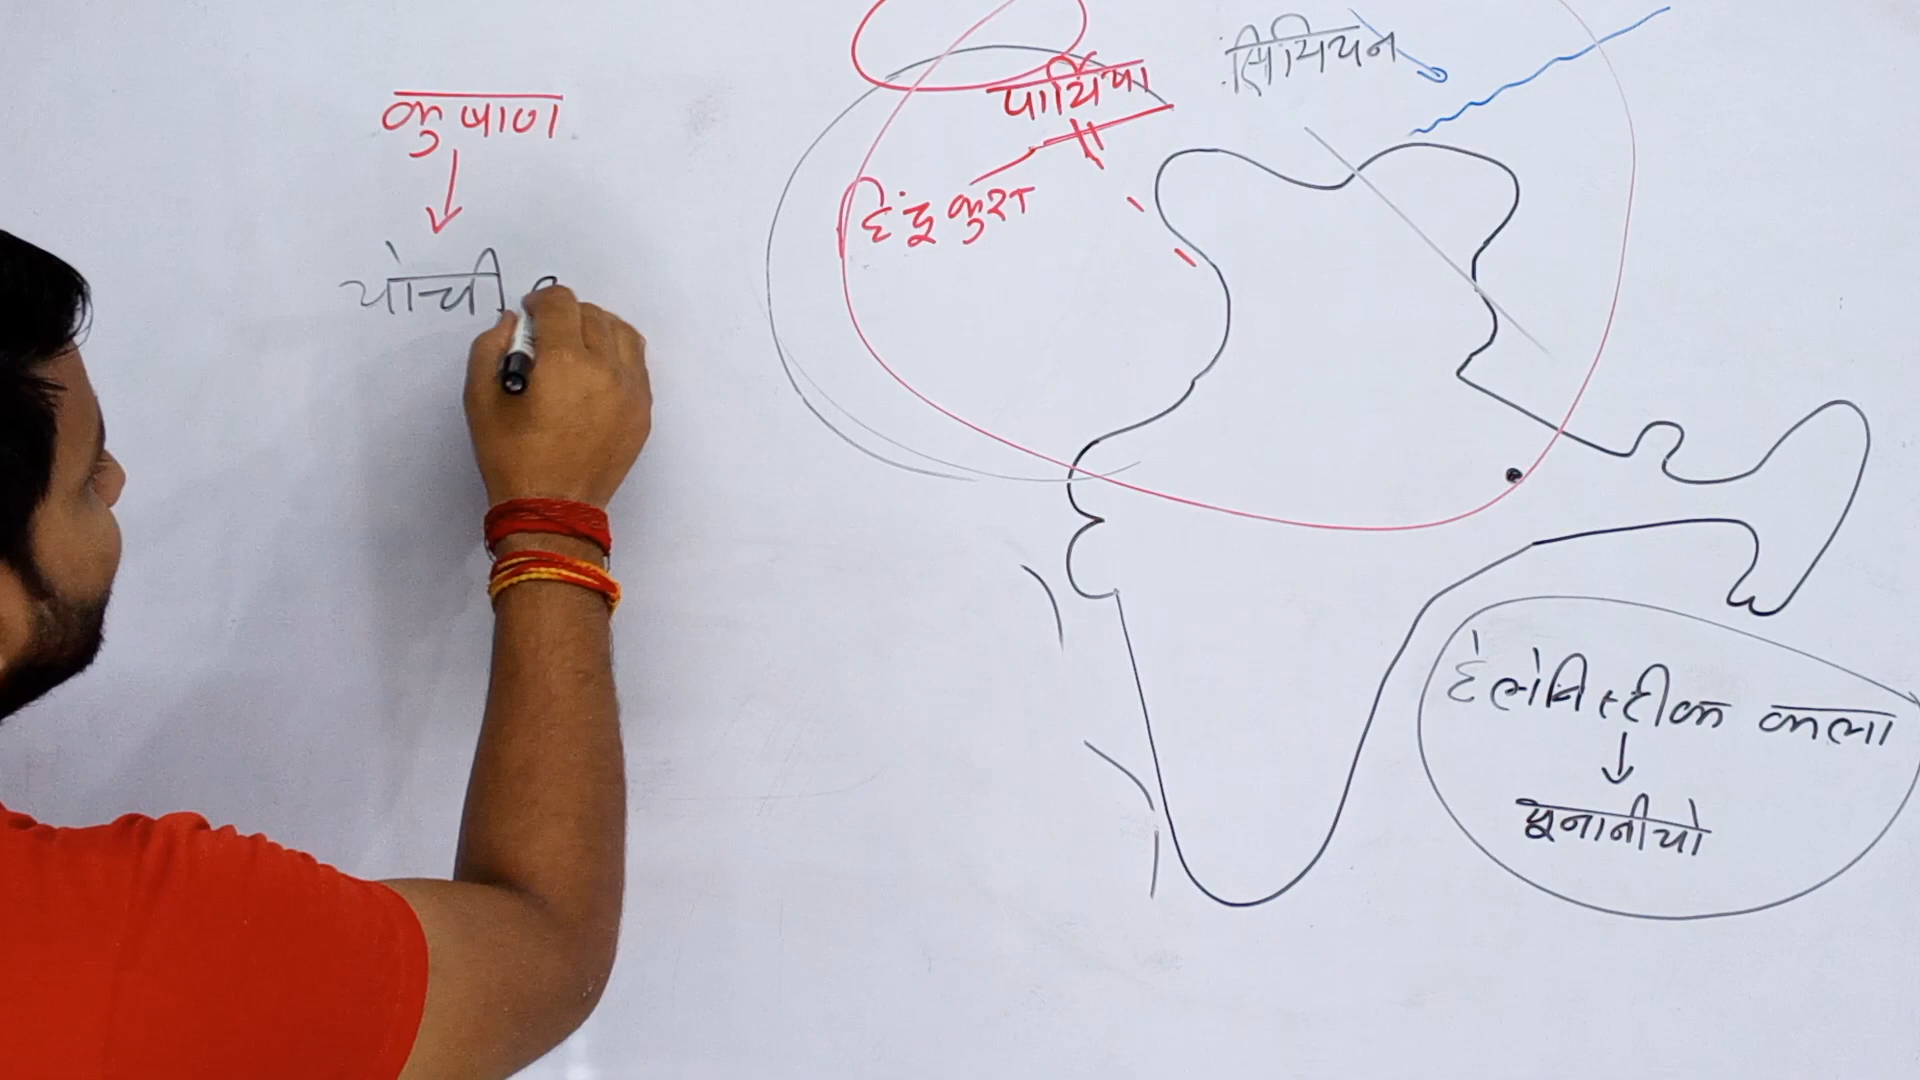 कुषाण
↓
योची
पार्थिया
हिंदूकुश
सिथियन
हेलेनिस्टीक कला
↓
यूनानीयो